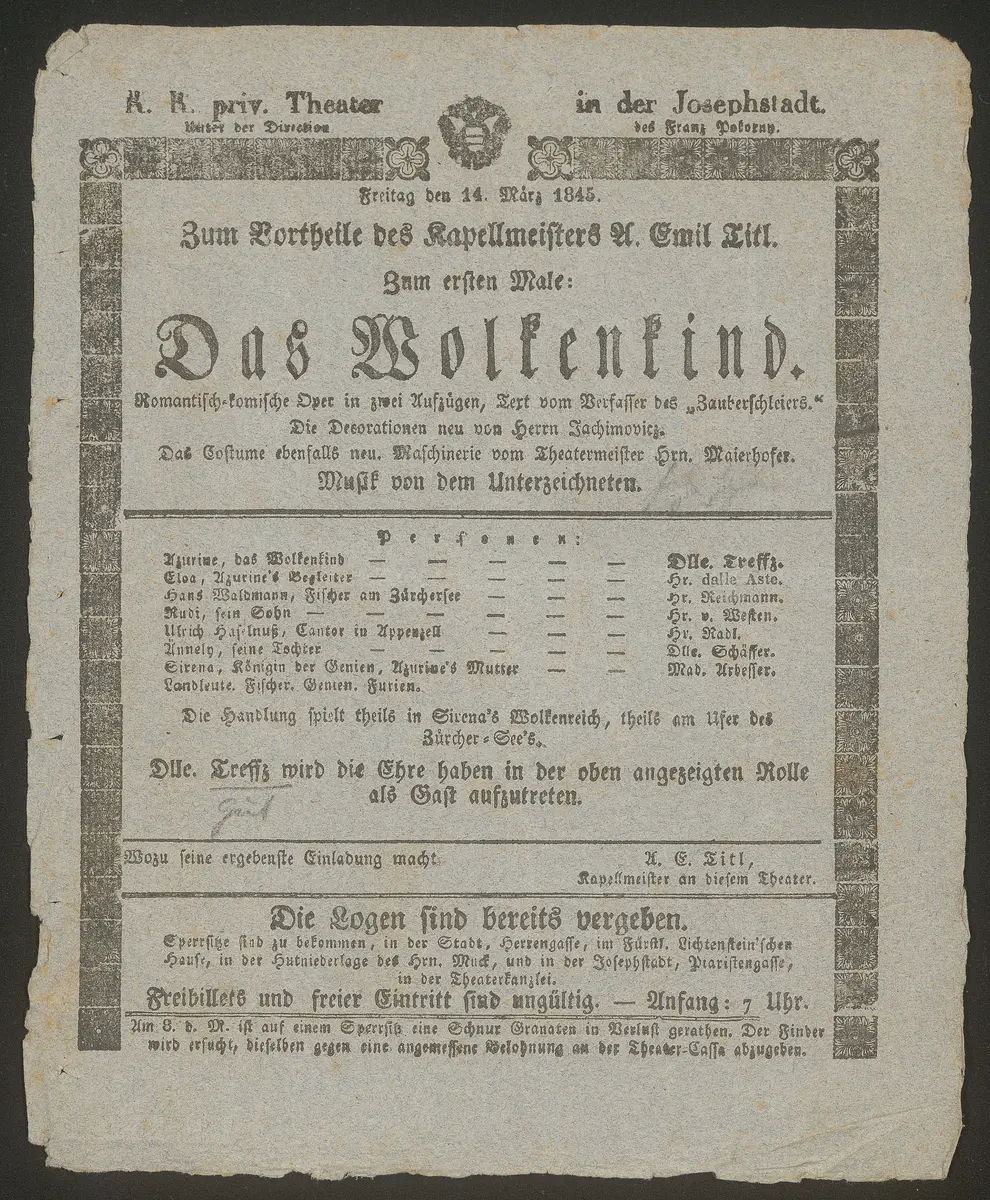 K. K. priv. Theater in der Josephstadt.
Unter der Direction des Franz Pokorny.
Freitag den 14. März 1845.
Zum Vortheile des Kapellmeisters A. Emil Titl.
Zum ersten Male:
Das Wolkenkind.
Romantisch-komische Oper in zwei Aufzügen, Text vom Verfasser des „Zauberschleiers.“
Die Decorationen neu von Herrn Jachimovicz.
Das Costume ebenfalls neu. Maschinerie vom Theatermeister Hrn. Maierhofer.
Musik von dem Unterzeichneten.
Personen:
Azurine, das Wolkenkind — — — — — Dlle. Treffz.
Eloa, Azurine's Begleiter — — — — — Hr. dalle Aste.
Hans Waldmann, Fischer am Zürchersee — — — Hr. Reichmann.
Rudi, sein Sohn — — — — — — Hr. v. Westen.
Ulrich Haselnuß, Cantor in Appenzell — — — Hr. Radl.
Ännely, seine Tochter — — — — — Dlle. Schäffer.
Sirena, Königin der Genien, Azurine's Mutter — — Mad. Arbesser.
Landleute. Fischer. Genien. Furien.
Die Handlung spielt theils in Sirena's Wolkenreich, theils am Ufer des
Zürcher-See's.
Dlle. Treffz wird die Ehre haben in der oben angezeigten Rolle
als Gast aufzutreten.
gut
Wozu seine ergebenste Einladung macht A. E. Titl,
Kapellmeister an diesem Theater.
Die Logen sind bereits vergeben.
Sperrsitze sind zu bekommen, in der Stadt, Herrengasse, im Fürstl. Lichtenstein'schen
Hause, in der Hutniederlage des Hrn. Muck, und in der Josephstadt, Piaristengasse,
in der Theaterkanzlei.
Freibillets und freier Eintritt sind ungültig. — Anfang: 7 Uhr.
Am 8. d. M. ist auf einem Sperrsitz eine Schnur Granaten in Verlust gerathen. Der Finder
wird ersucht, dieselben gegen eine angemessene Belohnung an der Theater-Cassa abzugeben.